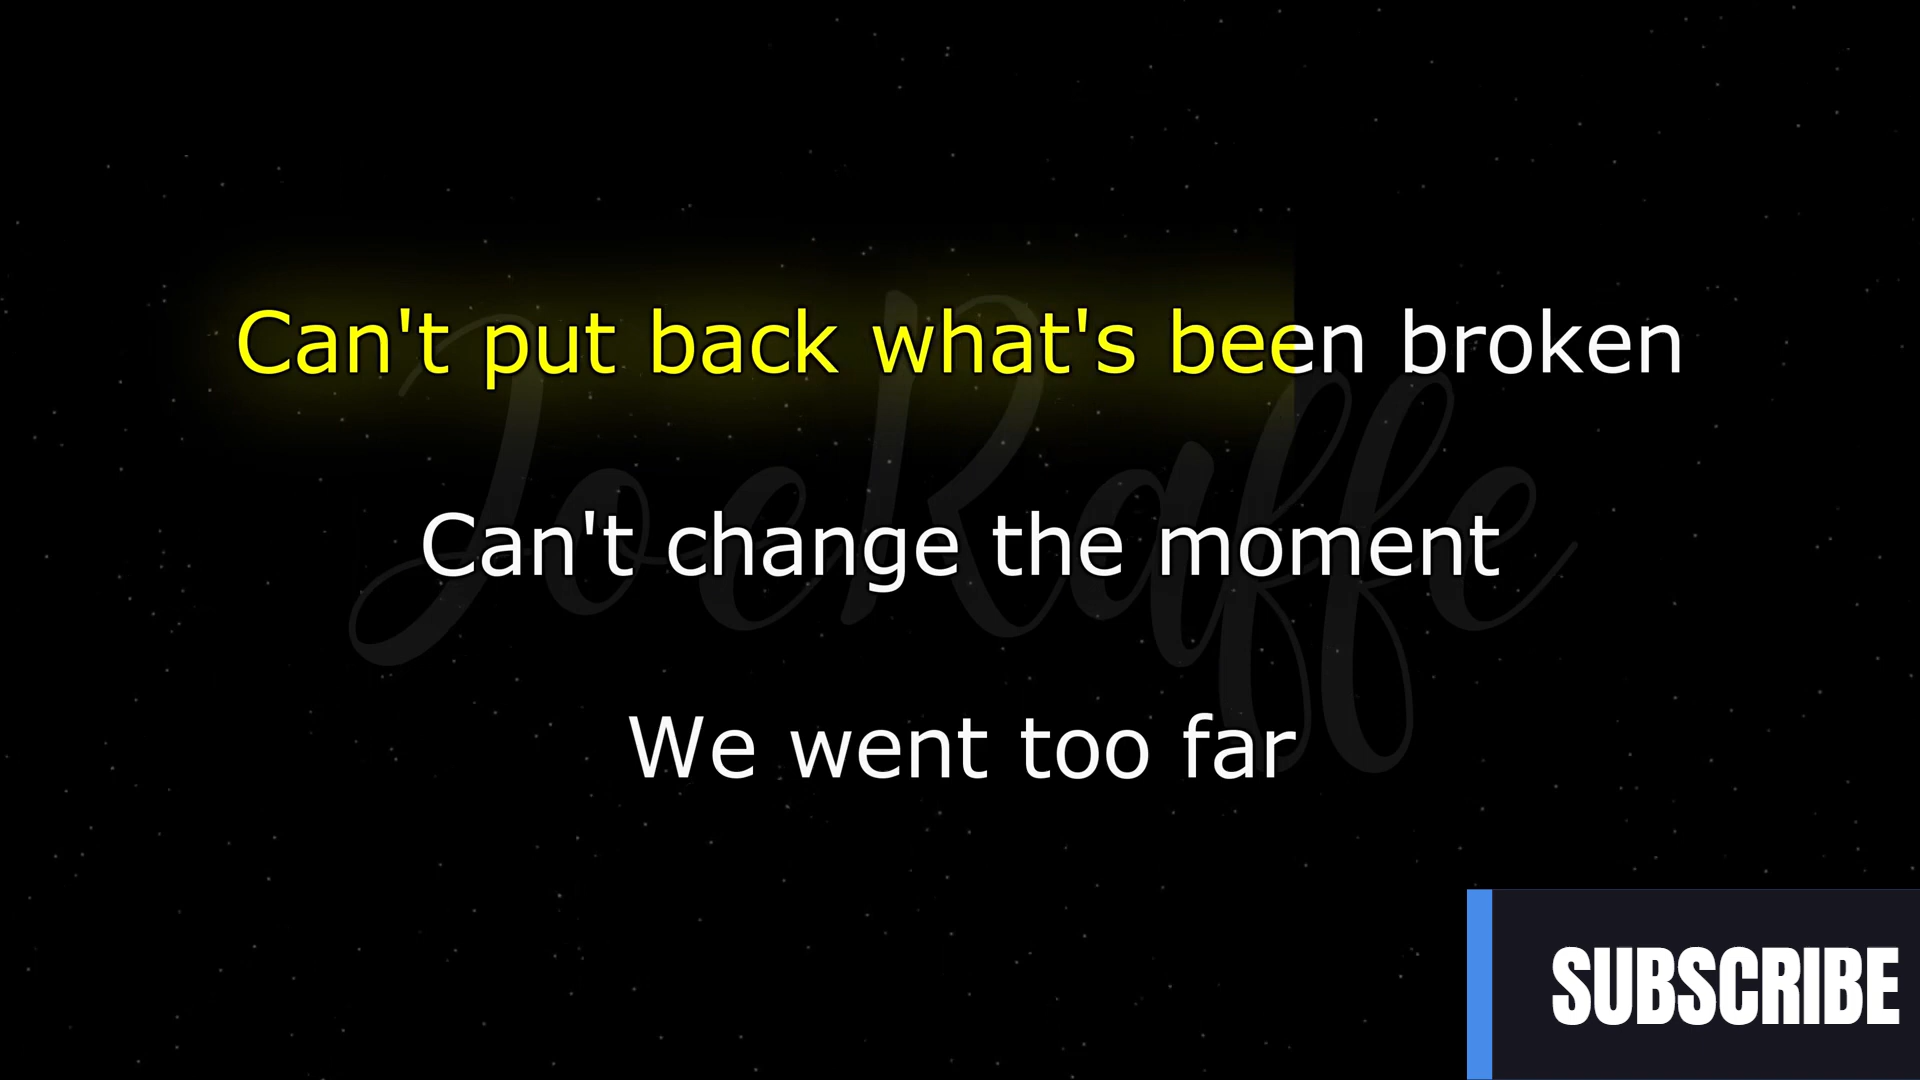 Can't put back what's been broken
Can't change the moment
We went too far
JoeRaffe
SUBSCRIBE